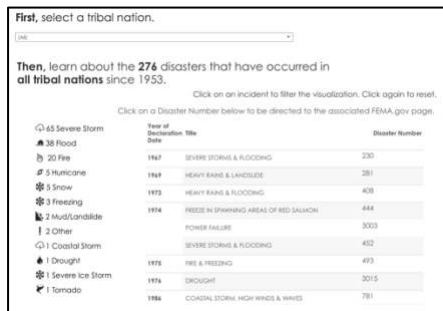 First, select a tribal nation.
(All)
Then, learn about the 276 disasters that have occurred in
all tribal nations since 1953.
Click on an incident to filter the visualization. Click again to reset.
Click on a Disaster Number below to be directed to the associated FEMA.gov page.
65 Severe Storm
38 Flood
20 Fire
5 Hurricane
5 Snow
3 Freezing
2 Mud/Landslide
2 Other
1 Coastal Storm
1 Drought
1 Severe Ice Storm
1 Tornado
Year of Declaration Date Title Disaster Number
1967 SEVERE STORMS & FLOODING 230
1969 HEAVY RAINS & LANDSLIDE 281
1973 HEAVY RAINS & FLOODING 408
1974 FREEZE IN SPAWNING AREAS OF RED SALMON 444
POWER FAILURE 3003
SEVERE STORMS & FLOODING 452
1975 FIRE & FREEZING 493
1976 DROUGHT 3015
1986 COASTAL STORM, HIGH WINDS & WAVES 781